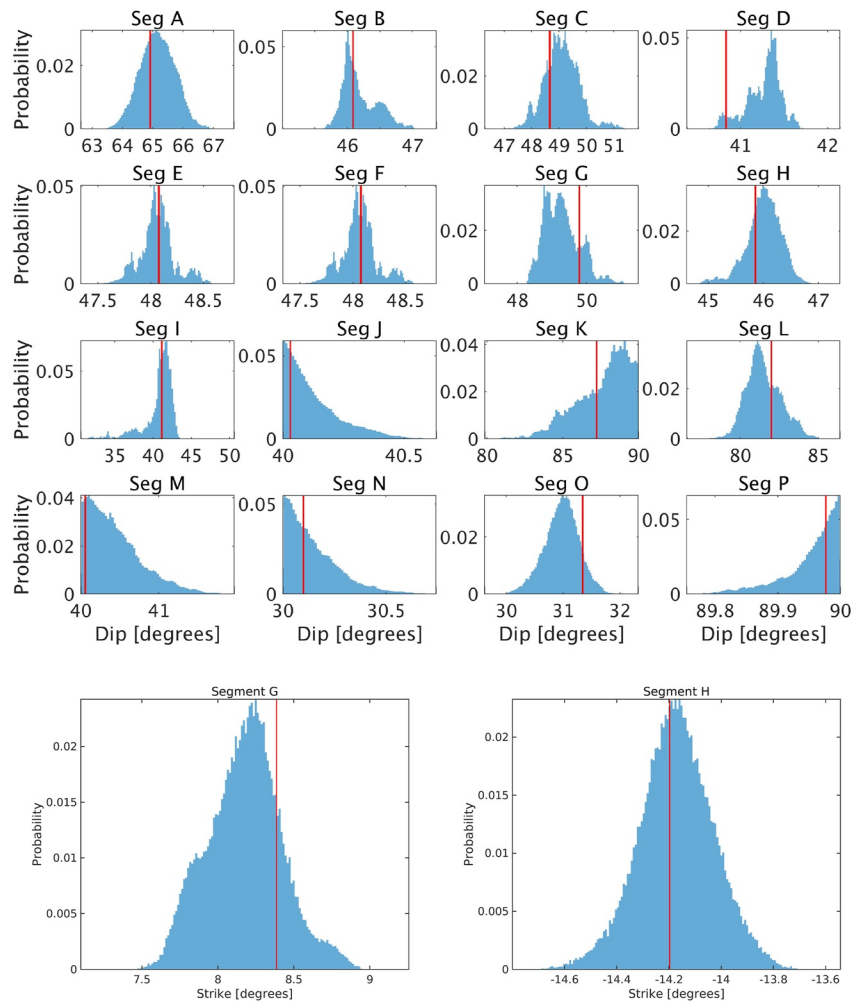 Seg A Seg B Seg C Seg D
Probability 0.02 0 63 64 65 66 67
0.05 0 46 47
0.02 0 47 48 49 50 51
0.05 0 41 42
Seg E Seg F Seg G Seg H
Probability 0.05 0 47.5 48 48.5
0.05 0 47.5 48 48.5
0.02 0 48 50
0.02 0 45 46 47
Seg I Seg J Seg K Seg L
Probability 0.05 0 35 40 45 50
0.05 0 40 40.5
0.04 0.02 0 80 85 90
0.02 0 80 85
Seg M Seg N Seg O Seg P
Probability 0.04 0.02 0 40 41
0.05 0 30 30.5
0.02 0 30 31 32
0.05 0 89.8 89.9 90
Dip [degrees] Dip [degrees] Dip [degrees] Dip [degrees]
Segment G
Probability
0.02
0.015
0.01
0.005
0
7.5 8 8.5 9
Strike [degrees]
Segment H
Probability
0.02
0.015
0.01
0.005
0
-14.6 -14.4 -14.2 -14 -13.8 -13.6
Strike [degrees]